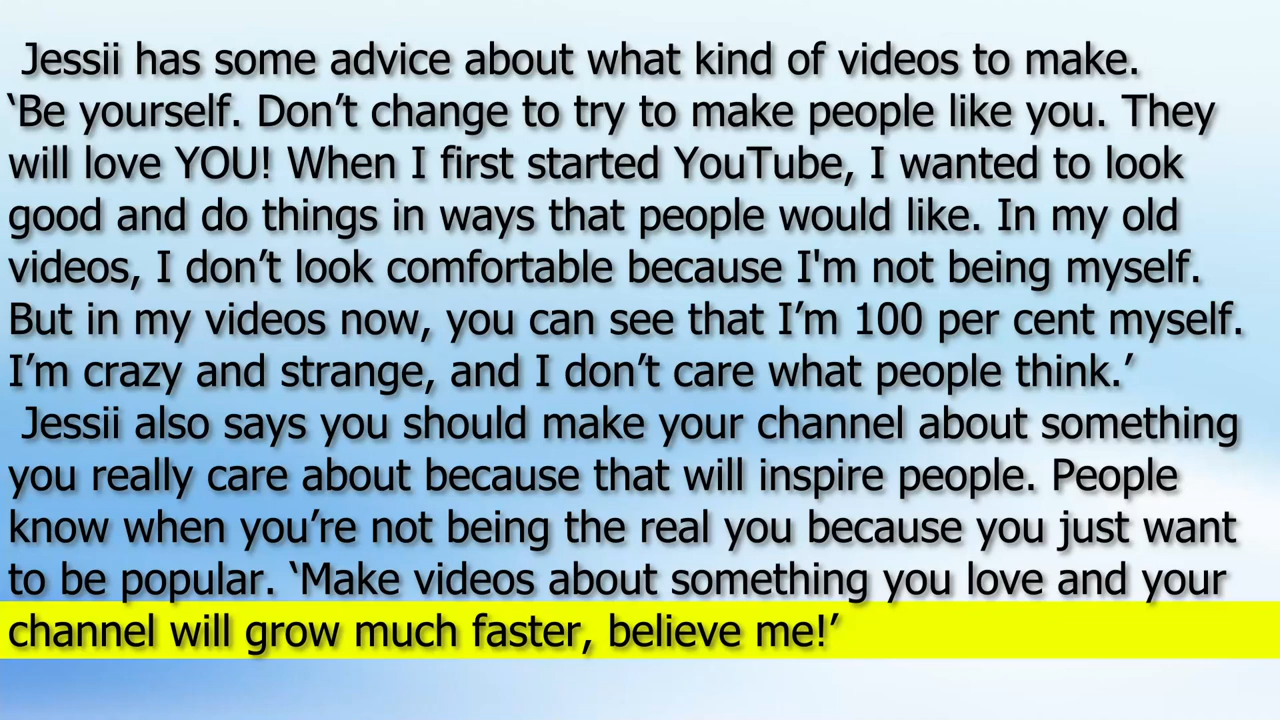 Jessii has some advice about what kind of videos to make.
‘Be yourself. Don’t change to try to make people like you. They
will love YOU! When I first started YouTube, I wanted to look
good and do things in ways that people would like. In my old
videos, I don’t look comfortable because I'm not being myself.
But in my videos now, you can see that I’m 100 per cent myself.
I’m crazy and strange, and I don’t care what people think.’
Jessii also says you should make your channel about something
you really care about because that will inspire people. People
know when you’re not being the real you because you just want
to be popular. ‘Make videos about something you love and your
channel will grow much faster, believe me!’